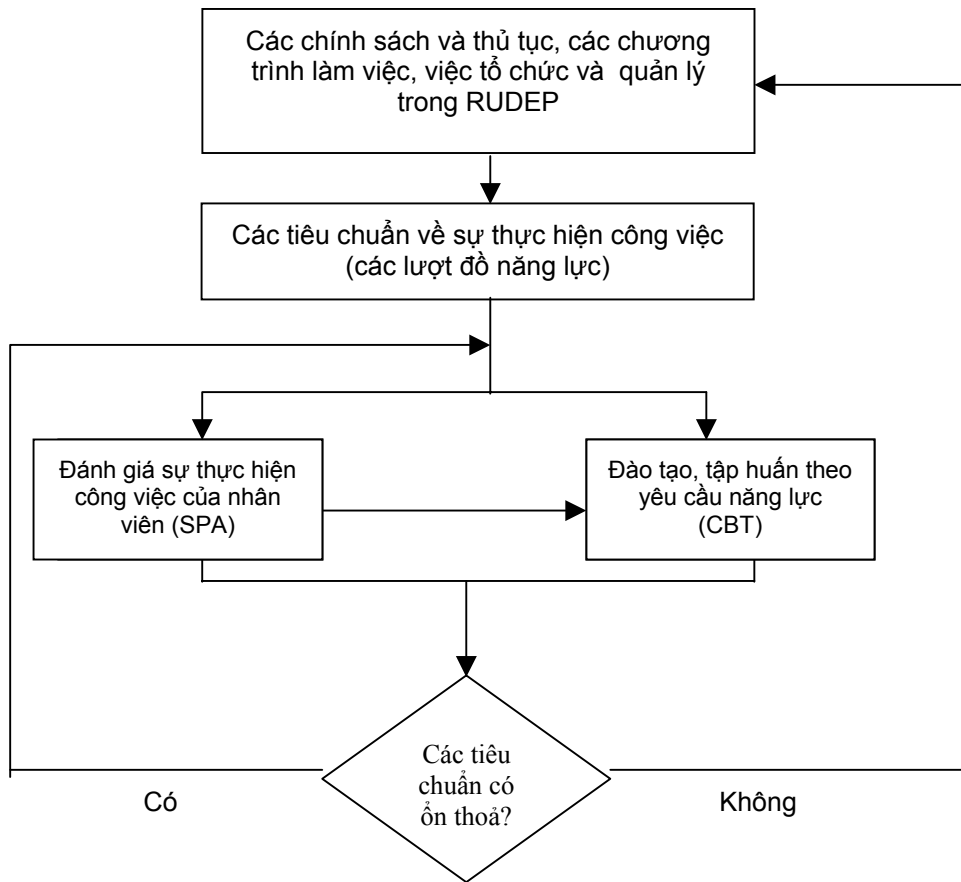 Các chính sách và thủ tục, các chương
trình làm việc, việc tổ chức và quản lý
trong RUDEP
Các tiêu chuẩn về sự thực hiện công việc
(các lượt đồ năng lực)
Đánh giá sự thực hiện
công việc của nhân
viên (SPA)
Đào tạo, tập huấn theo
yêu cầu năng lực
(CBT)
Các tiêu
chuẩn có
ổn thoả?
Có
Không